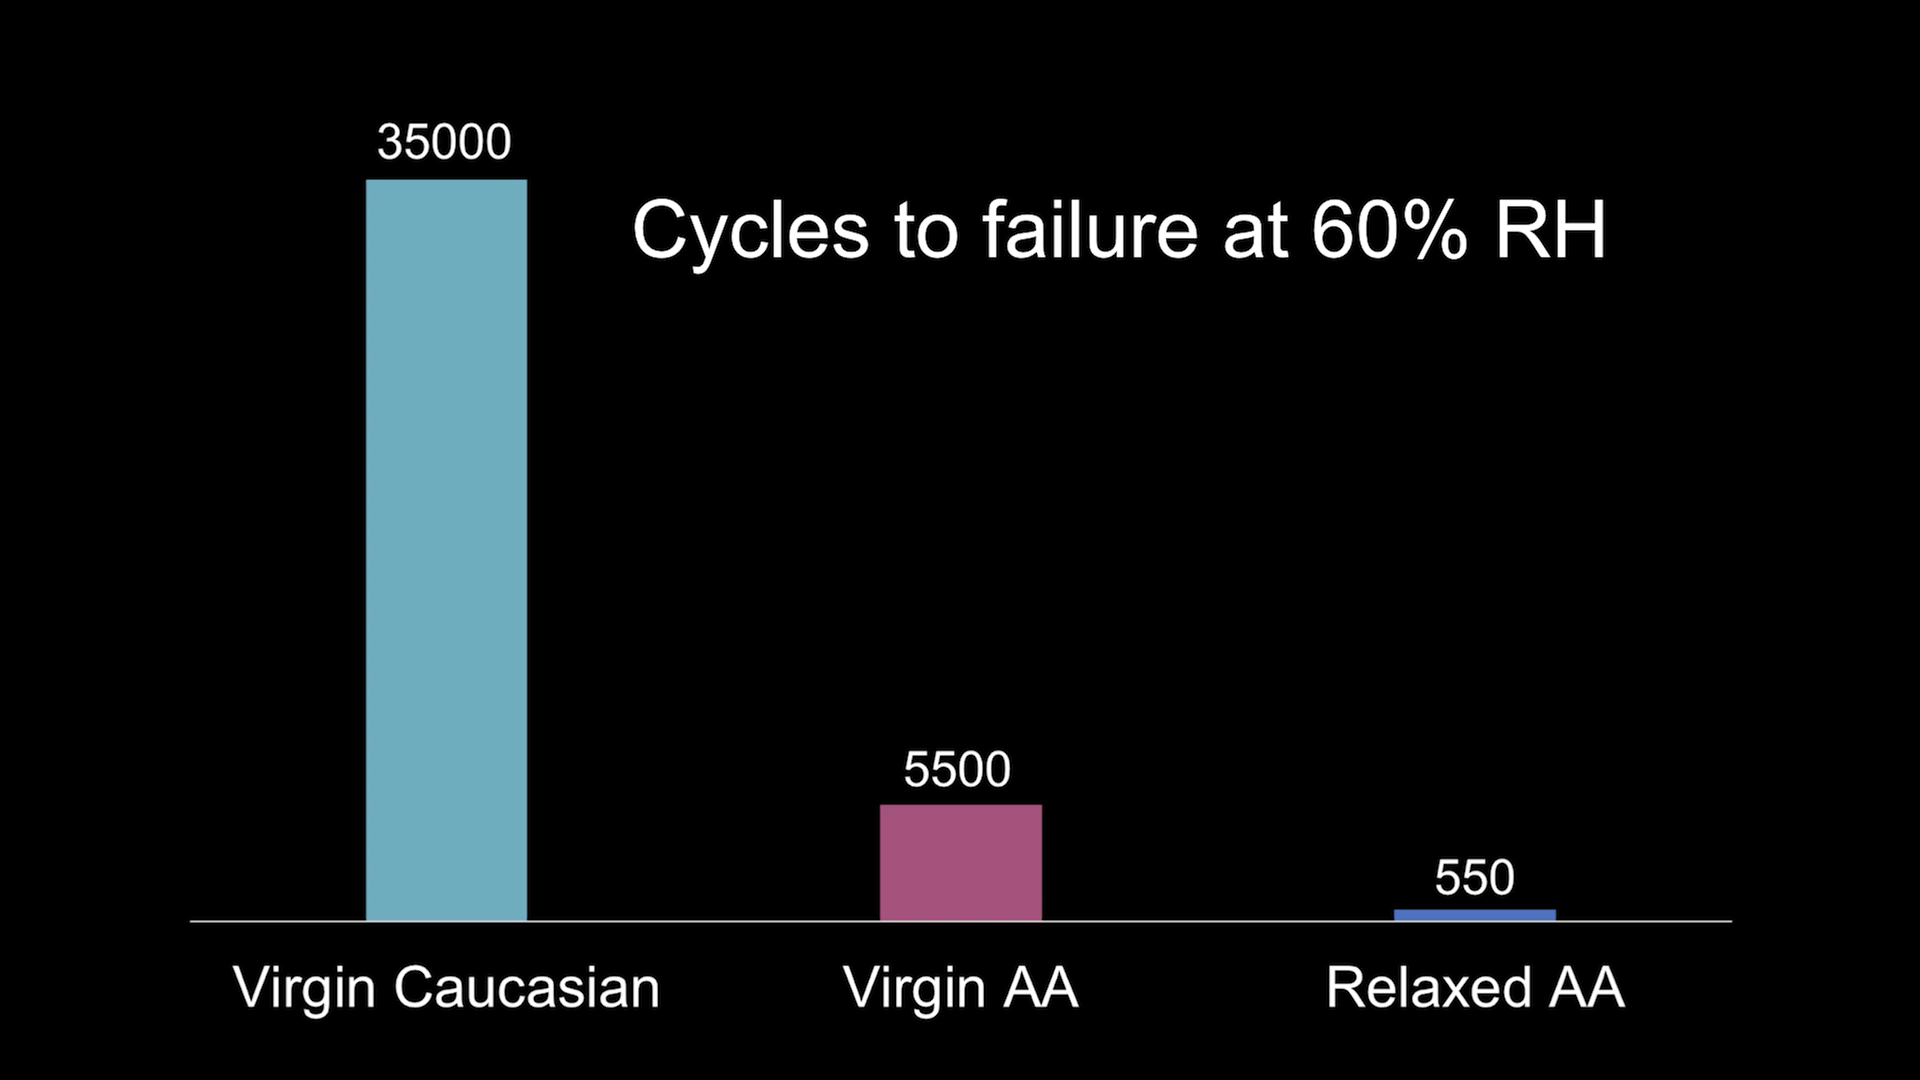 35000
Cycles to failure at 60% RH
5500
550
Virgin Caucasian
Virgin AA
Relaxed AA